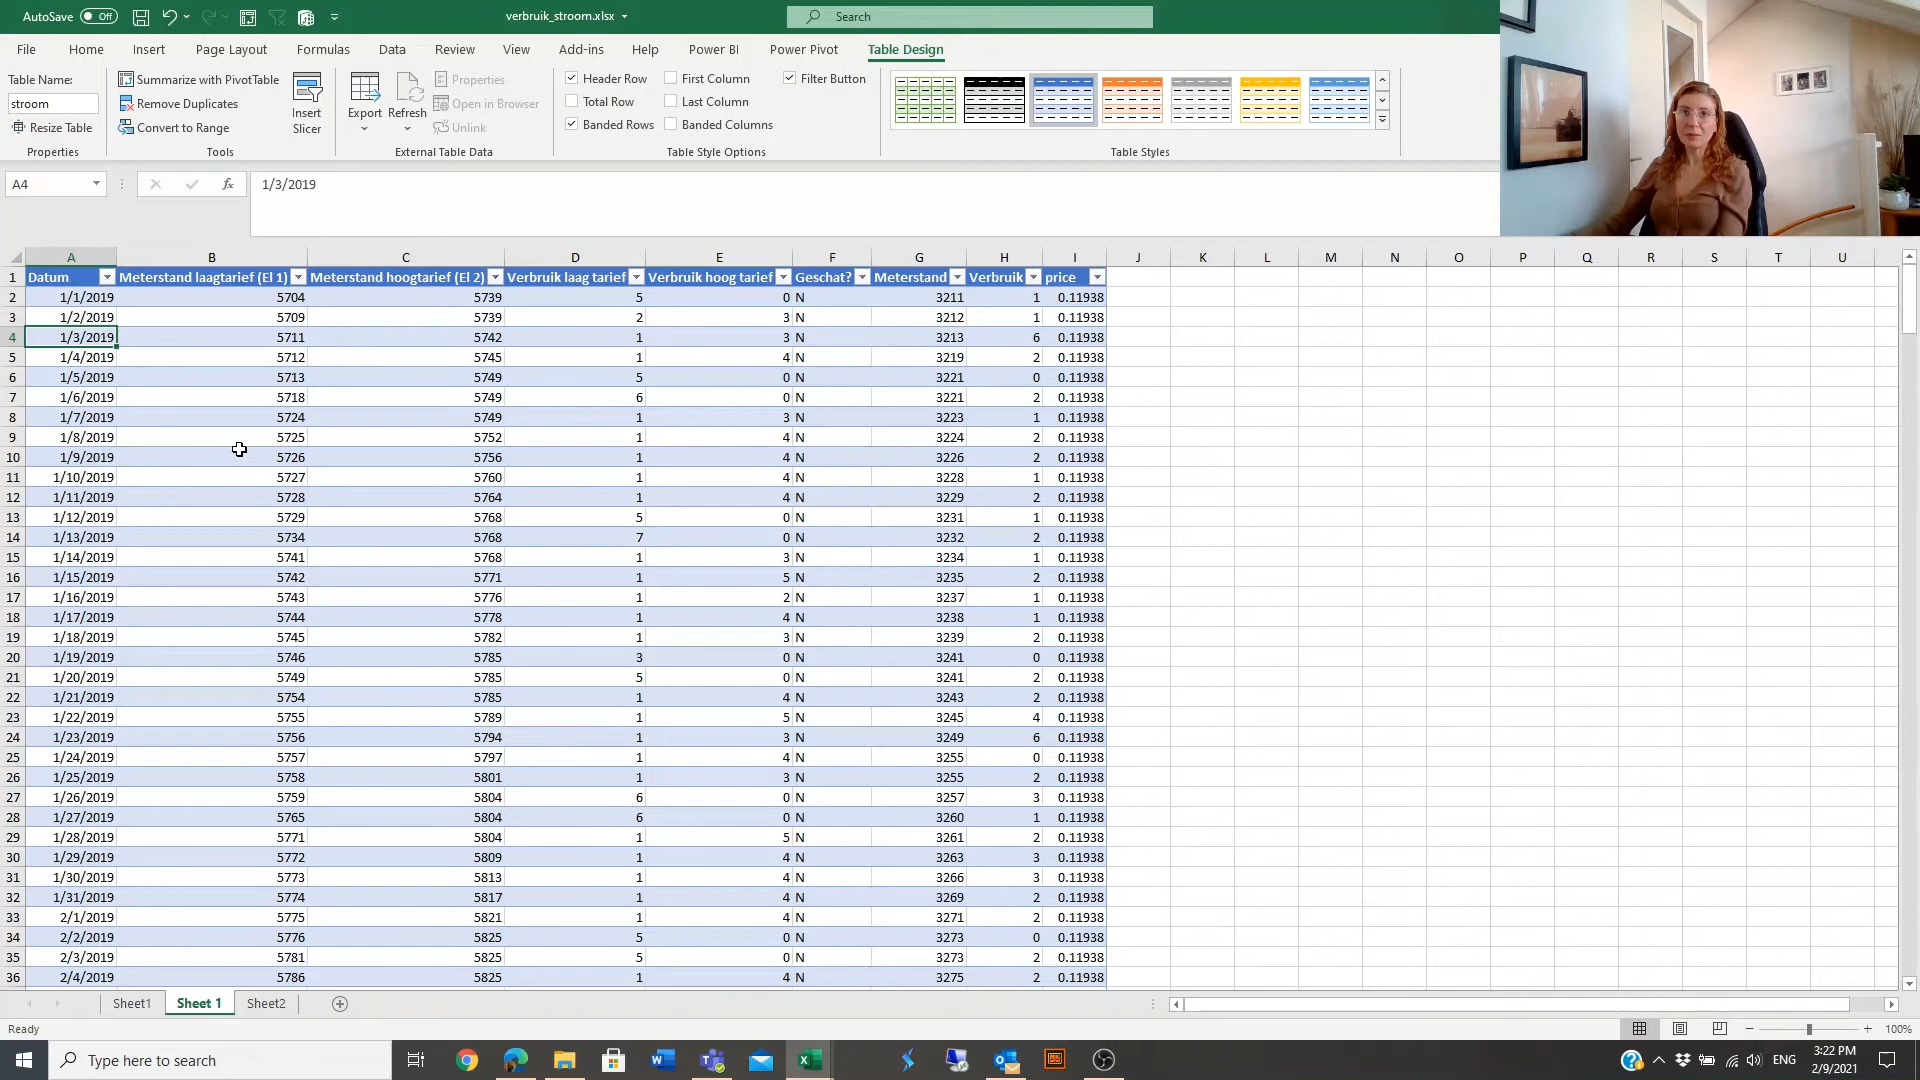 AutoSave Off
verbruik_stroom.xlsx
Search
File Home Insert Page Layout Formulas Data Review View Add-ins Help Power BI Power Pivot Table Design
Table Name:
stroom
Resize Table
Properties
Summarize with PivotTable
Remove Duplicates
Convert to Range
Tools
Insert Slicer
Export
Refresh
Properties
Open in Browser
Unlink
External Table Data
Header Row
Total Row
Banded Rows
First Column
Last Column
Banded Columns
Filter Button
Table Style Options
Table Styles
A4
fx
1/3/2019
A B C D E F G H I J K L M N O P Q R S T U
1 Datum Meterstand laagtarief (El 1) Meterstand hoogtarief (El 2) Verbruik laag tarief Verbruik hoog tarief Geschat? Meterstand Verbruik price
2 1/1/2019 5704 5739 5 0 N 3211 1 0.11938
3 1/2/2019 5709 5739 2 3 N 3212 1 0.11938
4 1/3/2019 5711 5742 1 3 N 3213 6 0.11938
5 1/4/2019 5712 5745 1 4 N 3219 2 0.11938
6 1/5/2019 5713 5749 5 0 N 3221 0 0.11938
7 1/6/2019 5718 5749 6 0 N 3221 2 0.11938
8 1/7/2019 5724 5749 1 3 N 3223 1 0.11938
9 1/8/2019 5725 5752 1 4 N 3224 2 0.11938
10 1/9/2019 5726 5756 1 4 N 3226 2 0.11938
11 1/10/2019 5727 5760 1 4 N 3228 1 0.11938
12 1/11/2019 5728 5764 1 4 N 3229 2 0.11938
13 1/12/2019 5729 5768 5 0 N 3231 1 0.11938
14 1/13/2019 5734 5768 7 0 N 3232 2 0.11938
15 1/14/2019 5741 5768 1 3 N 3234 1 0.11938
16 1/15/2019 5742 5771 1 5 N 3235 2 0.11938
17 1/16/2019 5743 5776 1 2 N 3237 1 0.11938
18 1/17/2019 5744 5778 1 4 N 3238 1 0.11938
19 1/18/2019 5745 5782 1 3 N 3239 2 0.11938
20 1/19/2019 5746 5785 3 0 N 3241 0 0.11938
21 1/20/2019 5749 5785 5 0 N 3241 2 0.11938
22 1/21/2019 5754 5785 1 4 N 3243 2 0.11938
23 1/22/2019 5755 5789 1 5 N 3245 4 0.11938
24 1/23/2019 5756 5794 1 3 N 3249 6 0.11938
25 1/24/2019 5757 5797 1 4 N 3255 0 0.11938
26 1/25/2019 5758 5801 1 3 N 3255 2 0.11938
27 1/26/2019 5759 5804 6 0 N 3257 3 0.11938
28 1/27/2019 5765 5804 6 0 N 3260 1 0.11938
29 1/28/2019 5771 5804 1 5 N 3261 2 0.11938
30 1/29/2019 5772 5809 1 4 N 3263 3 0.11938
31 1/30/2019 5773 5813 1 4 N 3266 3 0.11938
32 1/31/2019 5774 5817 1 4 N 3269 2 0.11938
33 2/1/2019 5775 5821 1 4 N 3271 2 0.11938
34 2/2/2019 5776 5825 5 0 N 3273 0 0.11938
35 2/3/2019 5781 5825 5 0 N 3273 2 0.11938
36 2/4/2019 5786 5825 1 4 N 3275 2 0.11938
Sheet1 Sheet 1 Sheet2
Ready
100%
Type here to search
ENG
3:22 PM
2/9/2021